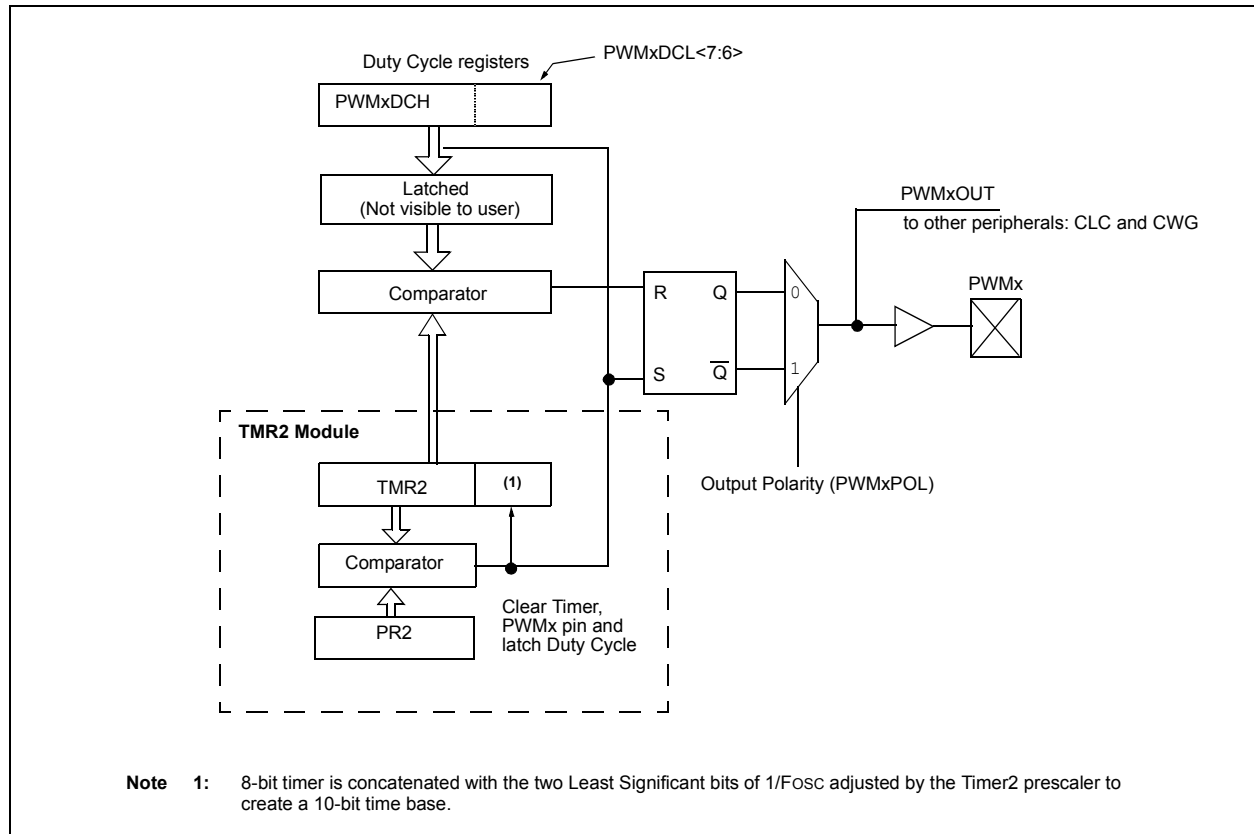 Duty Cycle registers
PWMxDCL<7:6>
PWMxDCH
Latched
(Not visible to user)
Comparator
R
Q
S
Q
0
1
PWMxOUT
to other peripherals: CLC and CWG
PWMx
Output Polarity (PWMxPOL)
TMR2 Module
TMR2
(1)
Comparator
PR2
Clear Timer,
PWMx pin and
latch Duty Cycle
Note 1: 8-bit timer is concatenated with the two Least Significant bits of 1/FOSC adjusted by the Timer2 prescaler to
create a 10-bit time base.